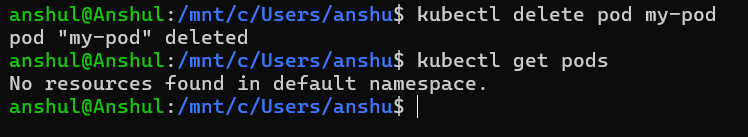 anshul@Anshul:/mnt/c/Users/anshu$ kubectl delete pod my-pod
pod "my-pod" deleted
anshul@Anshul:/mnt/c/Users/anshu$ kubectl get pods
No resources found in default namespace.
anshul@Anshul:/mnt/c/Users/anshu$